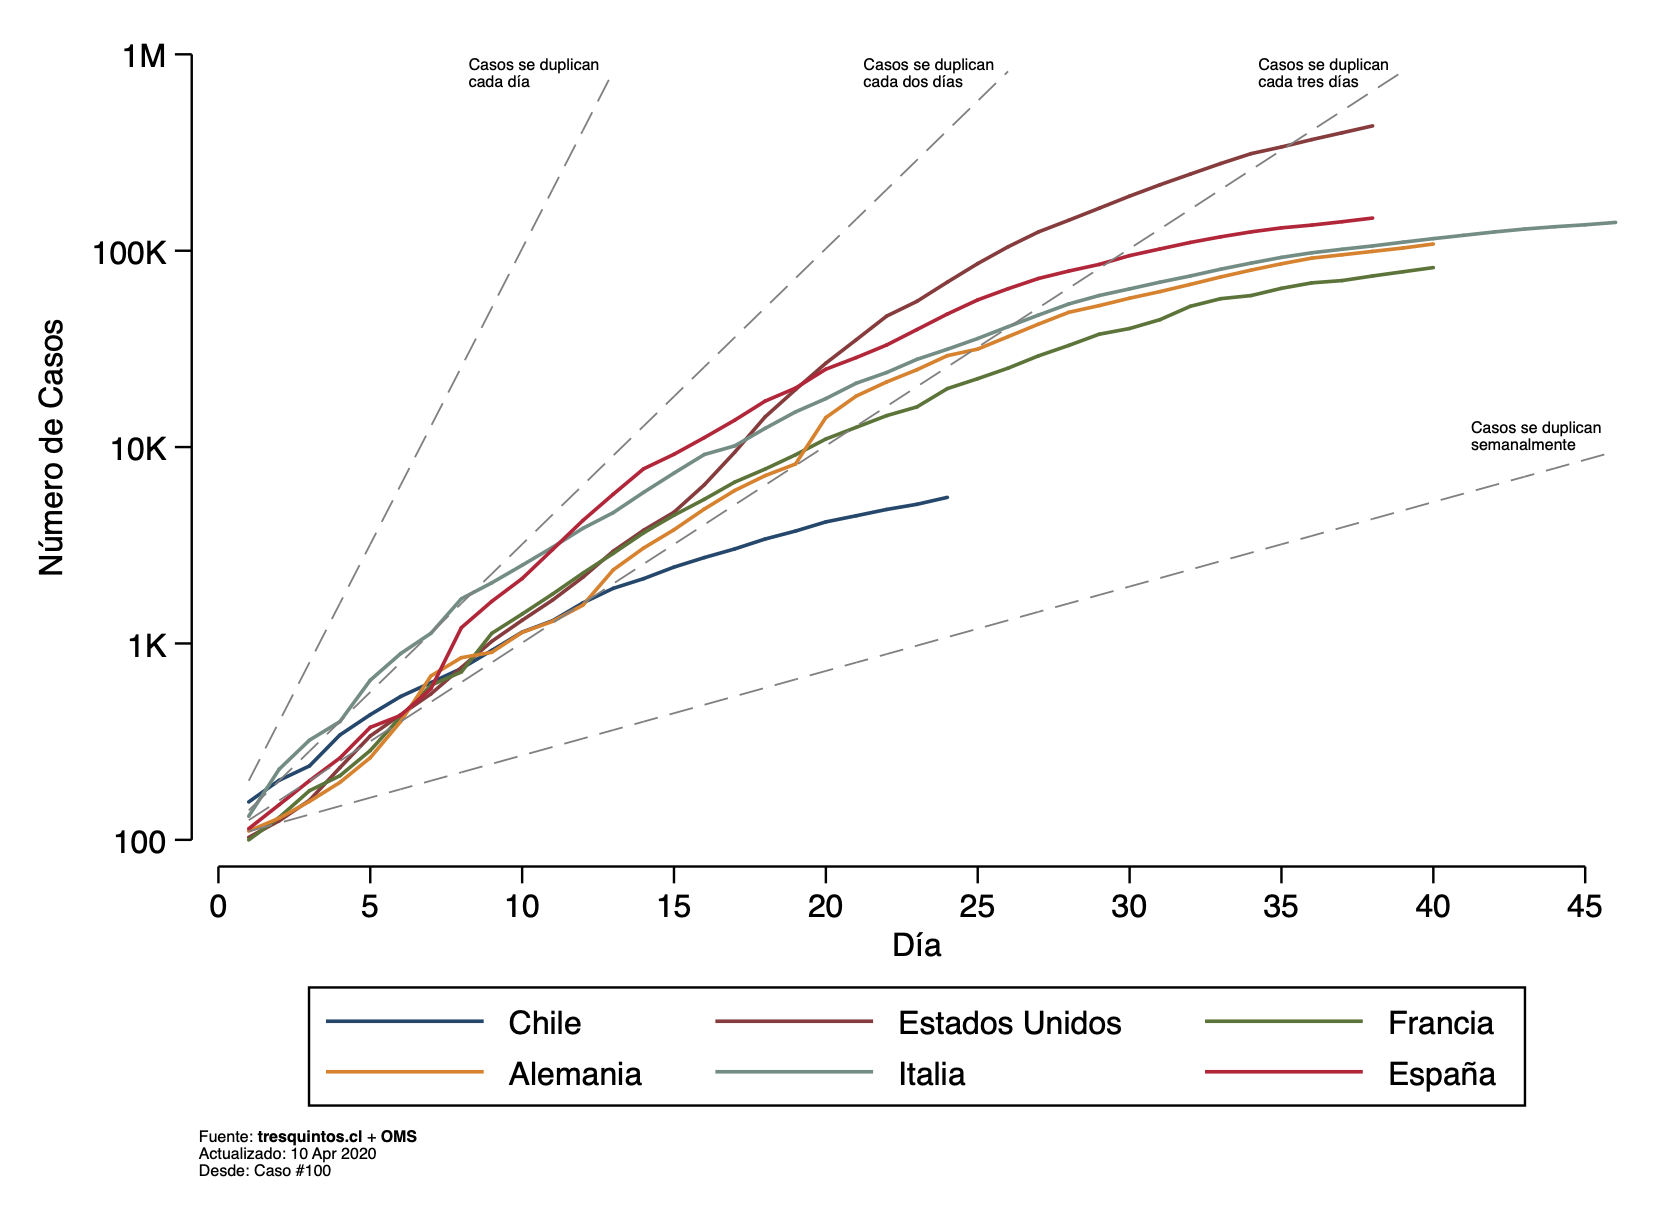 1M
100K
10K
1K
100
Número de Casos
Casos se duplican
cada día
Casos se duplican
cada dos días
Casos se duplican
cada tres días
Casos se duplican
semanalmente
0 5 10 15 20 25 30 35 40 45
Día
Chile Estados Unidos Francia
Alemania Italia España
Fuente: tresquintos.cl + OMS
Actualizado: 10 Apr 2020
Desde: Caso #100